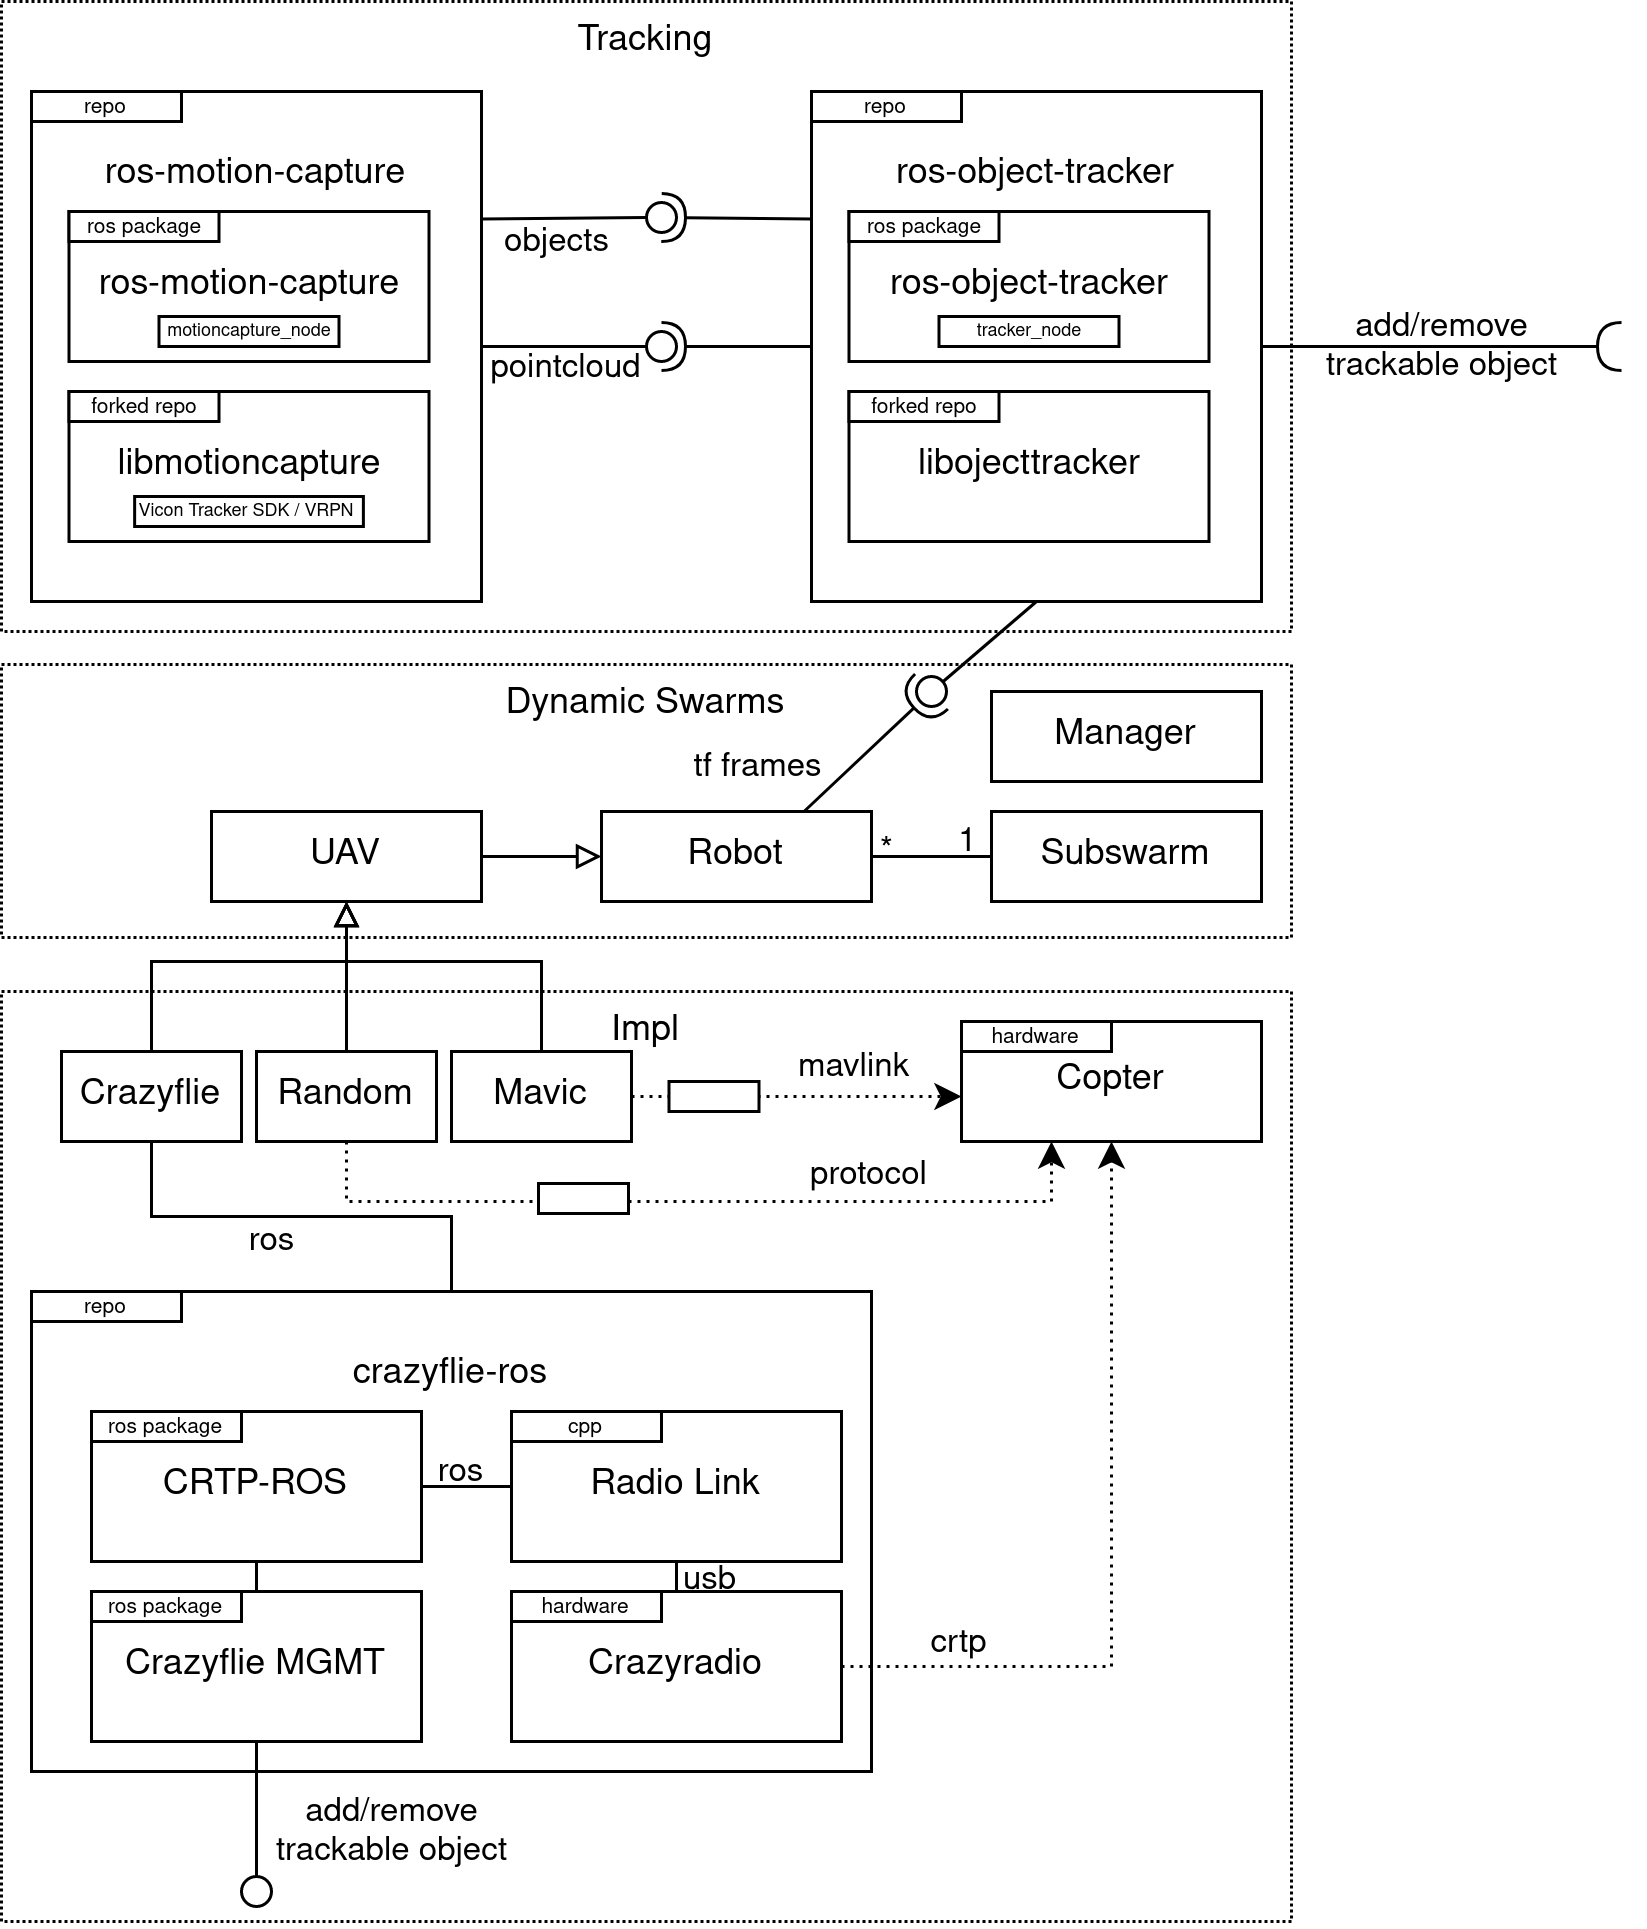 Tracking
repo
ros-motion-capture
ros package
ros-motion-capture
motioncapture_node
forked repo
libmotioncapture
Vicon Tracker SDK / VRPN
objects
pointcloud
repo
ros-object-tracker
ros package
ros-object-tracker
tracker_node
forked repo
libojecttracker
add/remove
trackable object
Dynamic Swarms
tf frames
Manager
UAV
Robot
*
1
Subswarm
Impl
Crazyflie
Random
Mavic
mavlink
hardware
Copter
protocol
ros
repo
crazyflie-ros
ros package
CRTP-ROS
ros
cpp
Radio Link
usb
ros package
Crazyflie MGMT
hardware
Crazyradio
crtp
add/remove
trackable object